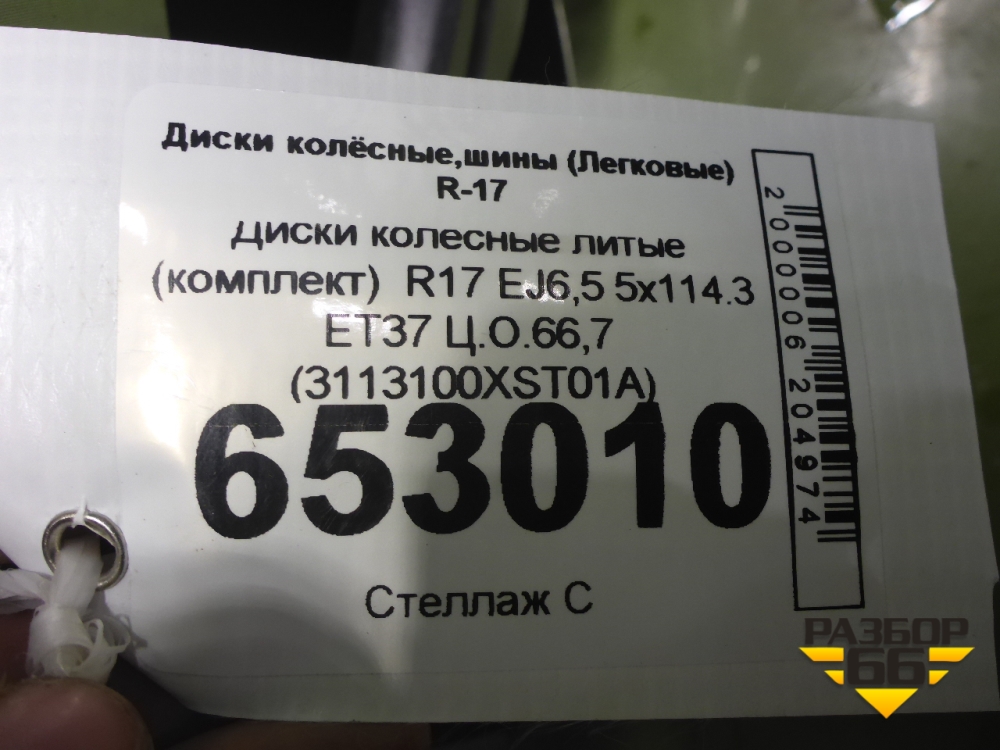 Диски колёсные,шины (Легковые)
R-17
Диски колесные литые
(комплект) R17 EJ6,5 5x114.3
ET37 Ц.О.66,7
(3113100XST01A)
653010
Стеллаж С
2000006204974
РАЗБОР
66